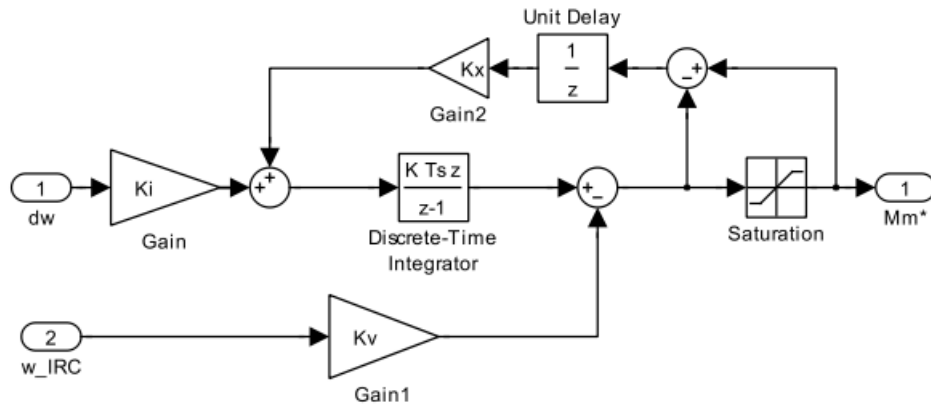 Unit Delay
1
z
Kx
Gain2
- +
-
1
dw
Ki
Gain
+ +
K Ts z
z-1
Discrete-Time
Integrator
+
-
Saturation
1
Mm*
2
w_IRC
Kv
Gain1